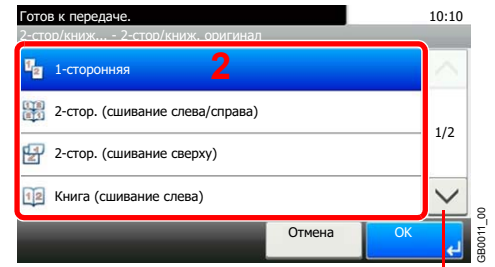 Готов к передаче. 10:10
2-стор/книж... - 2-стор/книж. оригинал
1-сторонняя 2
2-стор. (сшивание слева/справа)
1/2
2-стор. (сшивание сверху)
Книга (сшивание слева)
Отмена OK
GB0011_00